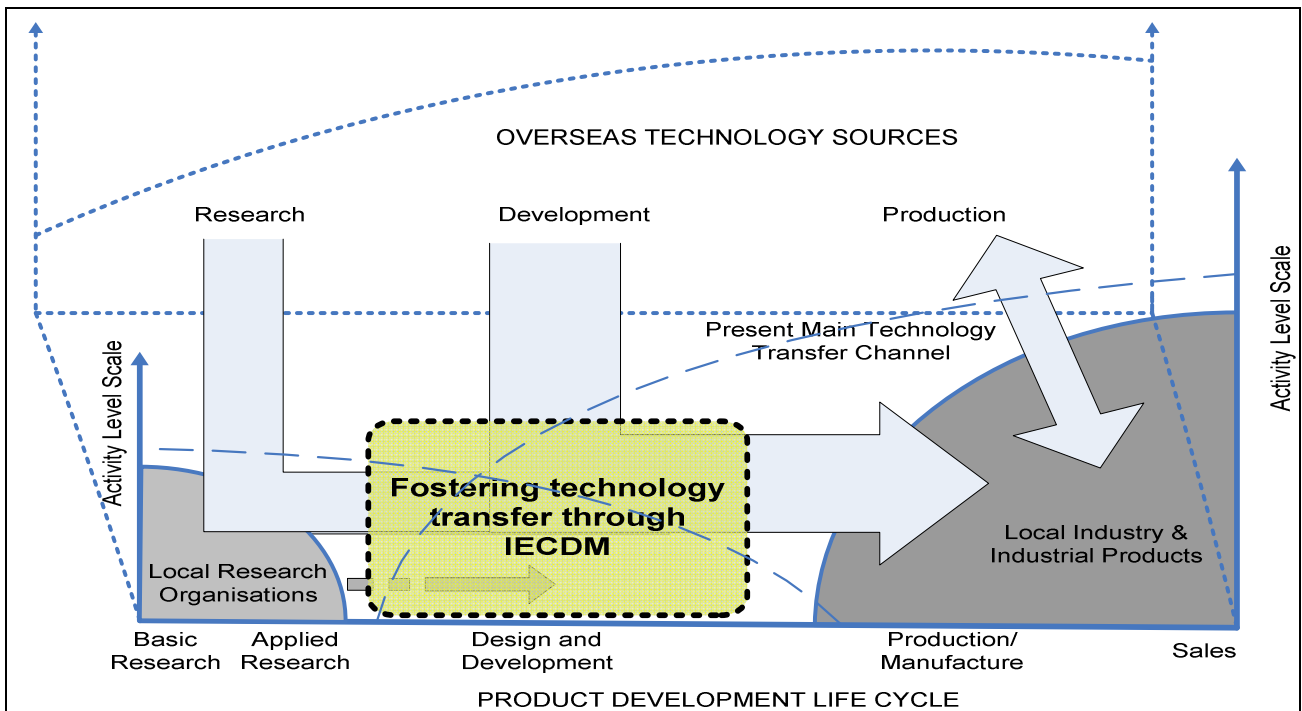 OVERSEAS TECHNOLOGY SOURCES
Research
Development
Production
Activity Level Scale
Present Main Technology
Transfer Channel
Activity Level Scale
Fostering technology
transfer through
IECDM
Local Research
Organisations
Local Industry &
Industrial Products
Basic
Research
Applied
Research
Design and
Development
Production/
Manufacture
Sales
PRODUCT DEVELOPMENT LIFE CYCLE